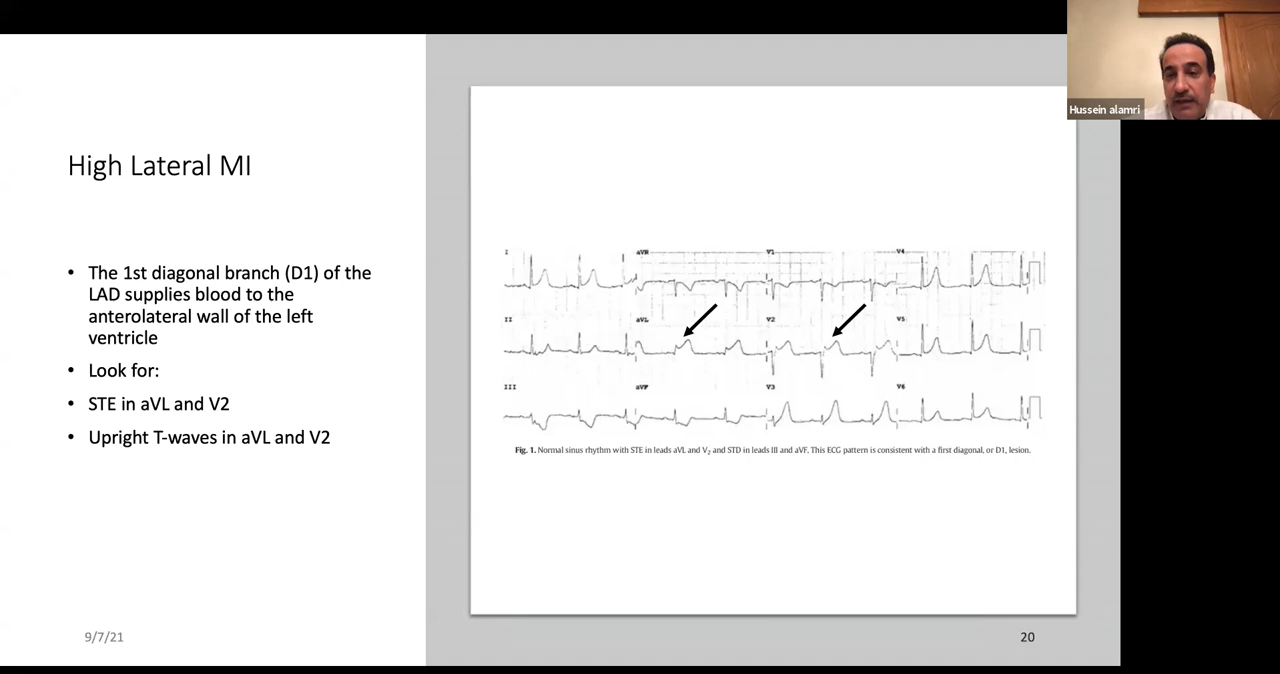 Hussein alamri
High Lateral MI
• The 1st diagonal branch (D1) of the
LAD supplies blood to the
anterolateral wall of the left
ventricle
• Look for:
• STE in aVL and V2
• Upright T-waves in aVL and V2
I aVR V1 V4
II aVL V2 V5
III aVF V3 V6
Fig. 1. Normal sinus rhythm with STE in leads aVL and V2 and STD in leads III and aVF. This ECG pattern is consistent with a first diagonal, or D1, lesion.
9/7/21
20